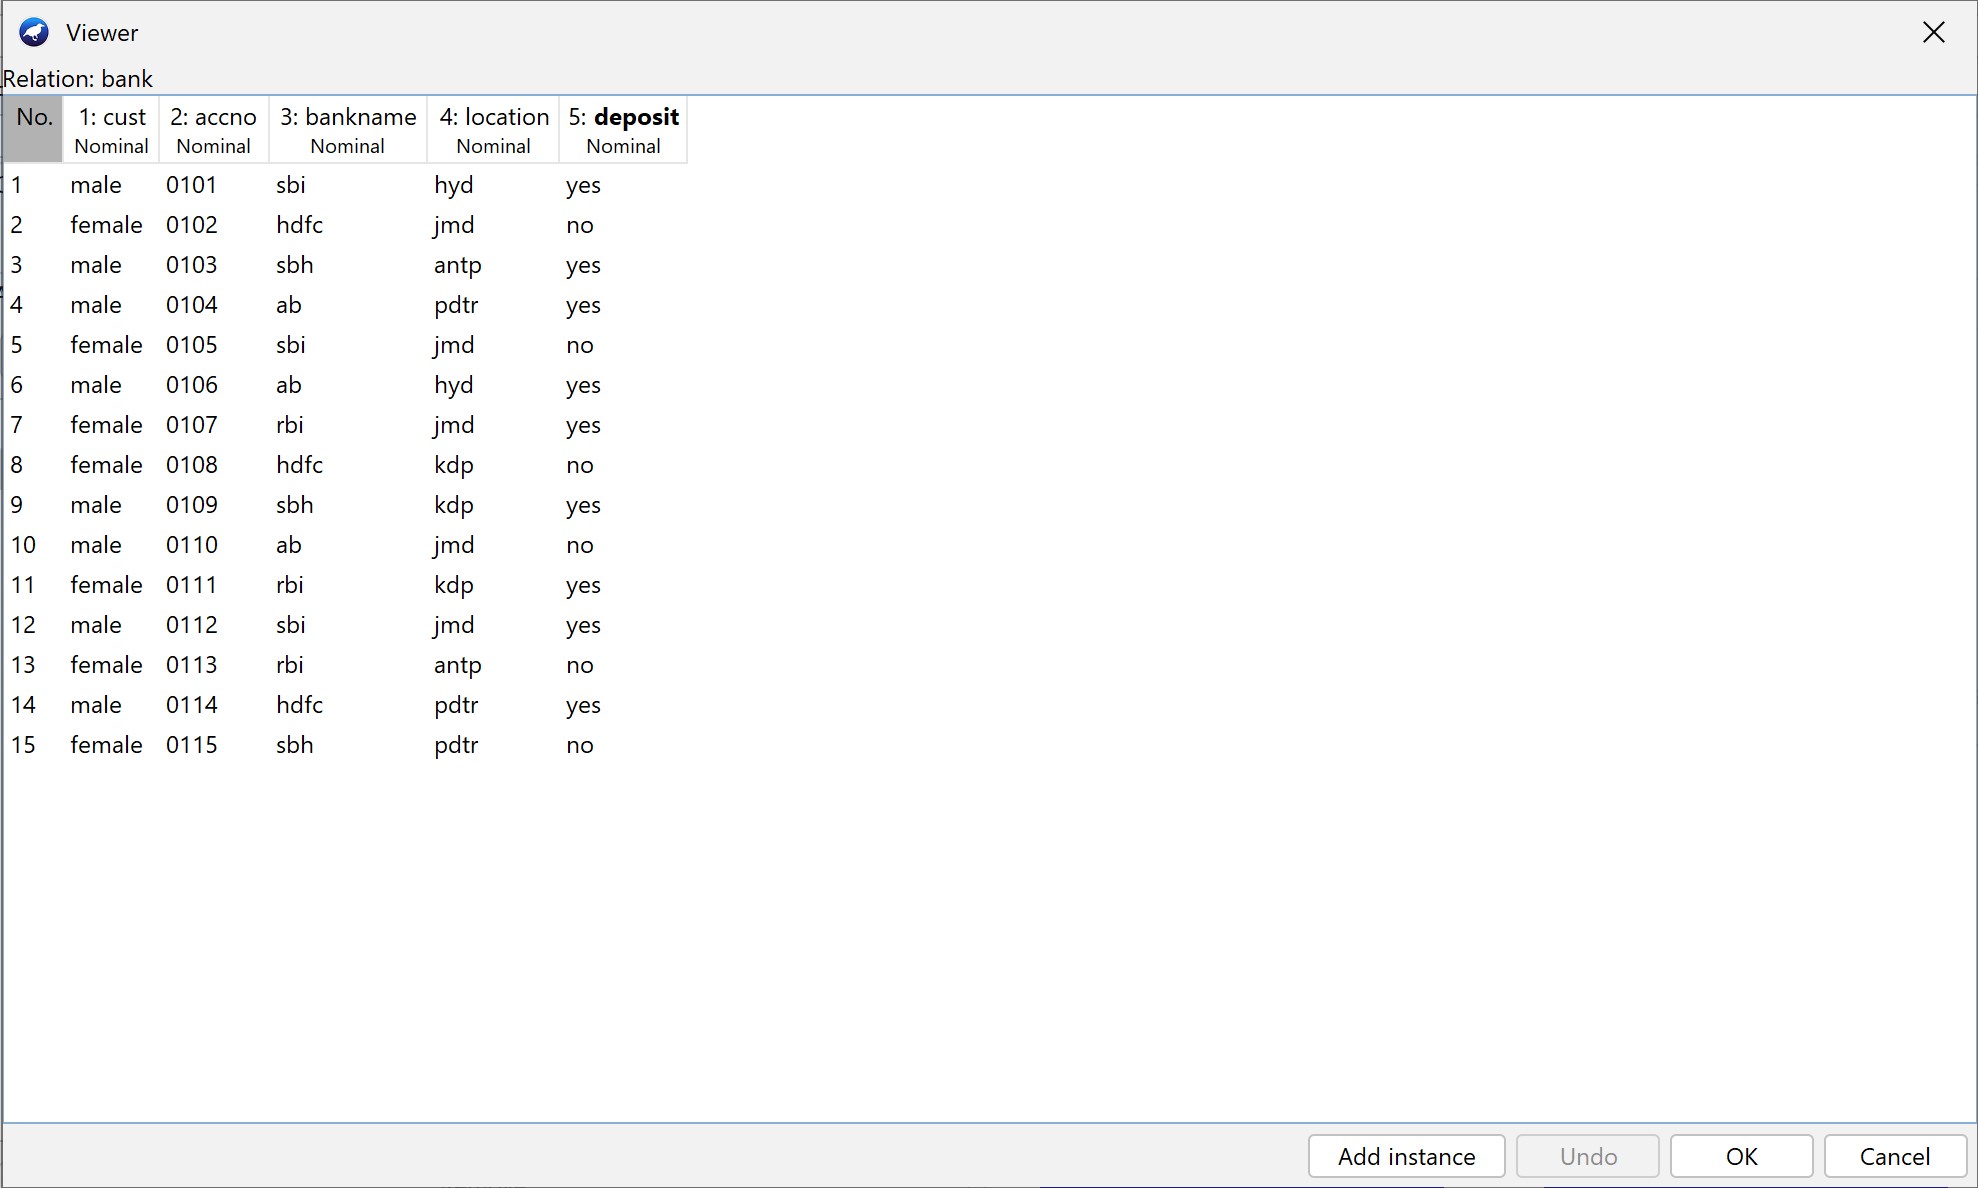 Viewer
Relation: bank
No. 1: cust 2: accno 3: bankname 4: location 5: deposit
Nominal Nominal Nominal Nominal Nominal
1 male 0101 sbi hyd yes
2 female 0102 hdfc jmd no
3 male 0103 sbh antp yes
4 male 0104 ab pdtr yes
5 female 0105 sbi jmd no
6 male 0106 ab hyd yes
7 female 0107 rbi jmd yes
8 female 0108 hdfc kdp no
9 male 0109 sbh kdp yes
10 male 0110 ab jmd no
11 female 0111 rbi kdp yes
12 male 0112 sbi jmd yes
13 female 0113 rbi antp no
14 male 0114 hdfc pdtr yes
15 female 0115 sbh pdtr no
Add instance Undo OK Cancel